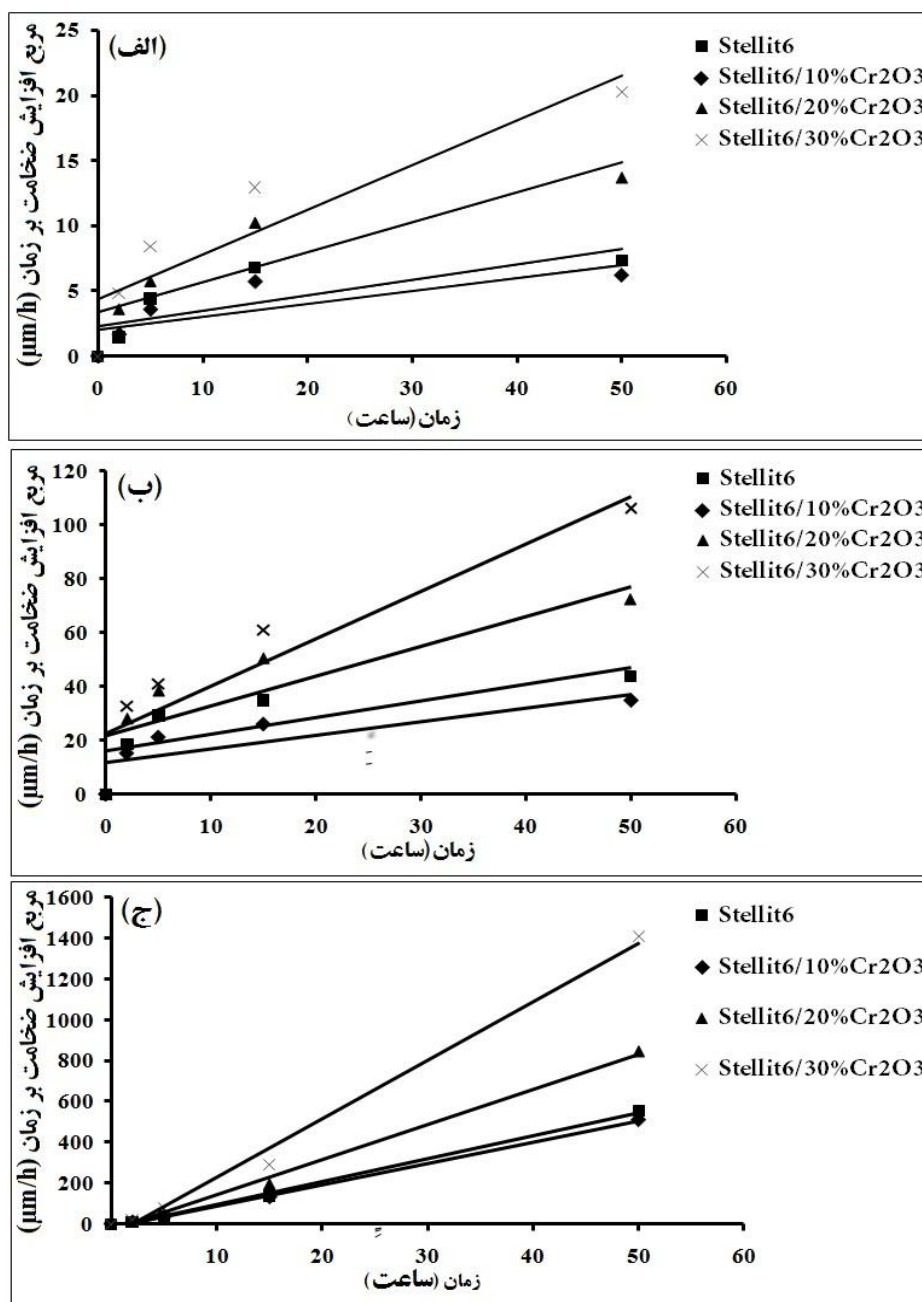 (الف)
مربع افزایش ضخامت بر زمان (μm/h)
25
20
15
10
5
0
0 10 20 30 40 50 60
زمان (ساعت)
Stellit6
Stellit6/10%Cr2O3
Stellit6/20%Cr2O3
Stellit6/30%Cr2O3
(ب)
مربع افزایش ضخامت بر زمان (μm/h)
120
100
80
60
40
20
0
0 10 20 30 40 50 60
زمان (ساعت)
Stellit6
Stellit6/10%Cr2O3
Stellit6/20%Cr2O3
Stellit6/30%Cr2O3
(ج)
مربع افزایش ضخامت بر زمان (μm/h)
1600
1400
1200
1000
800
600
400
200
0
10 20 30 40 50 60
زمان (ساعت)
Stellit6
Stellit6/10%Cr2O3
Stellit6/20%Cr2O3
Stellit6/30%Cr2O3